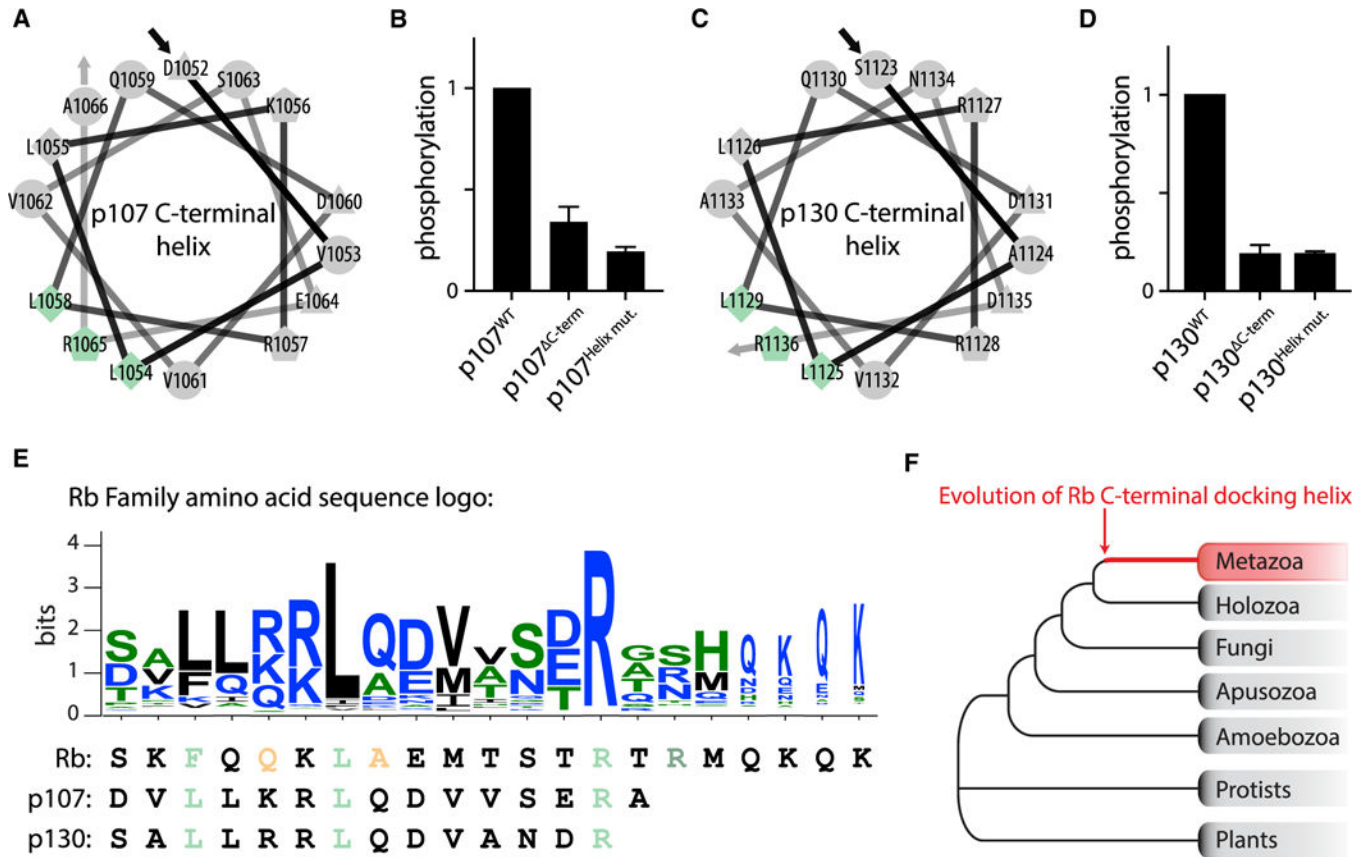 A
D1052
Q1059
S1063
A1066
K1056
L1055
V1062
p107 C-terminal
helix
D1060
V1053
L1058
E1064
R1065
R1057
L1054
V1061
B
phosphorylation
1
0
p107WT
p107ΔC-term
p107Helix mut.
C
S1123
Q1130
N1134
R1127
L1126
A1133
p130 C-terminal
helix
D1131
A1124
L1129
D1135
R1136
R1128
L1125
V1132
D
phosphorylation
1
0
p130WT
p130ΔC-term
p130Helix mut.
E
Rb Family amino acid sequence logo:
bits
4
3
2
1
0
Rb: S K F Q Q K L A E M T S T R T R M Q K Q K
p107: D V L L K R L Q D V V S E R A
p130: S A L L R R L Q D V A N D R
F
Evolution of Rb C-terminal docking helix
Metazoa
Holozoa
Fungi
Apusozoa
Amoebozoa
Protists
Plants